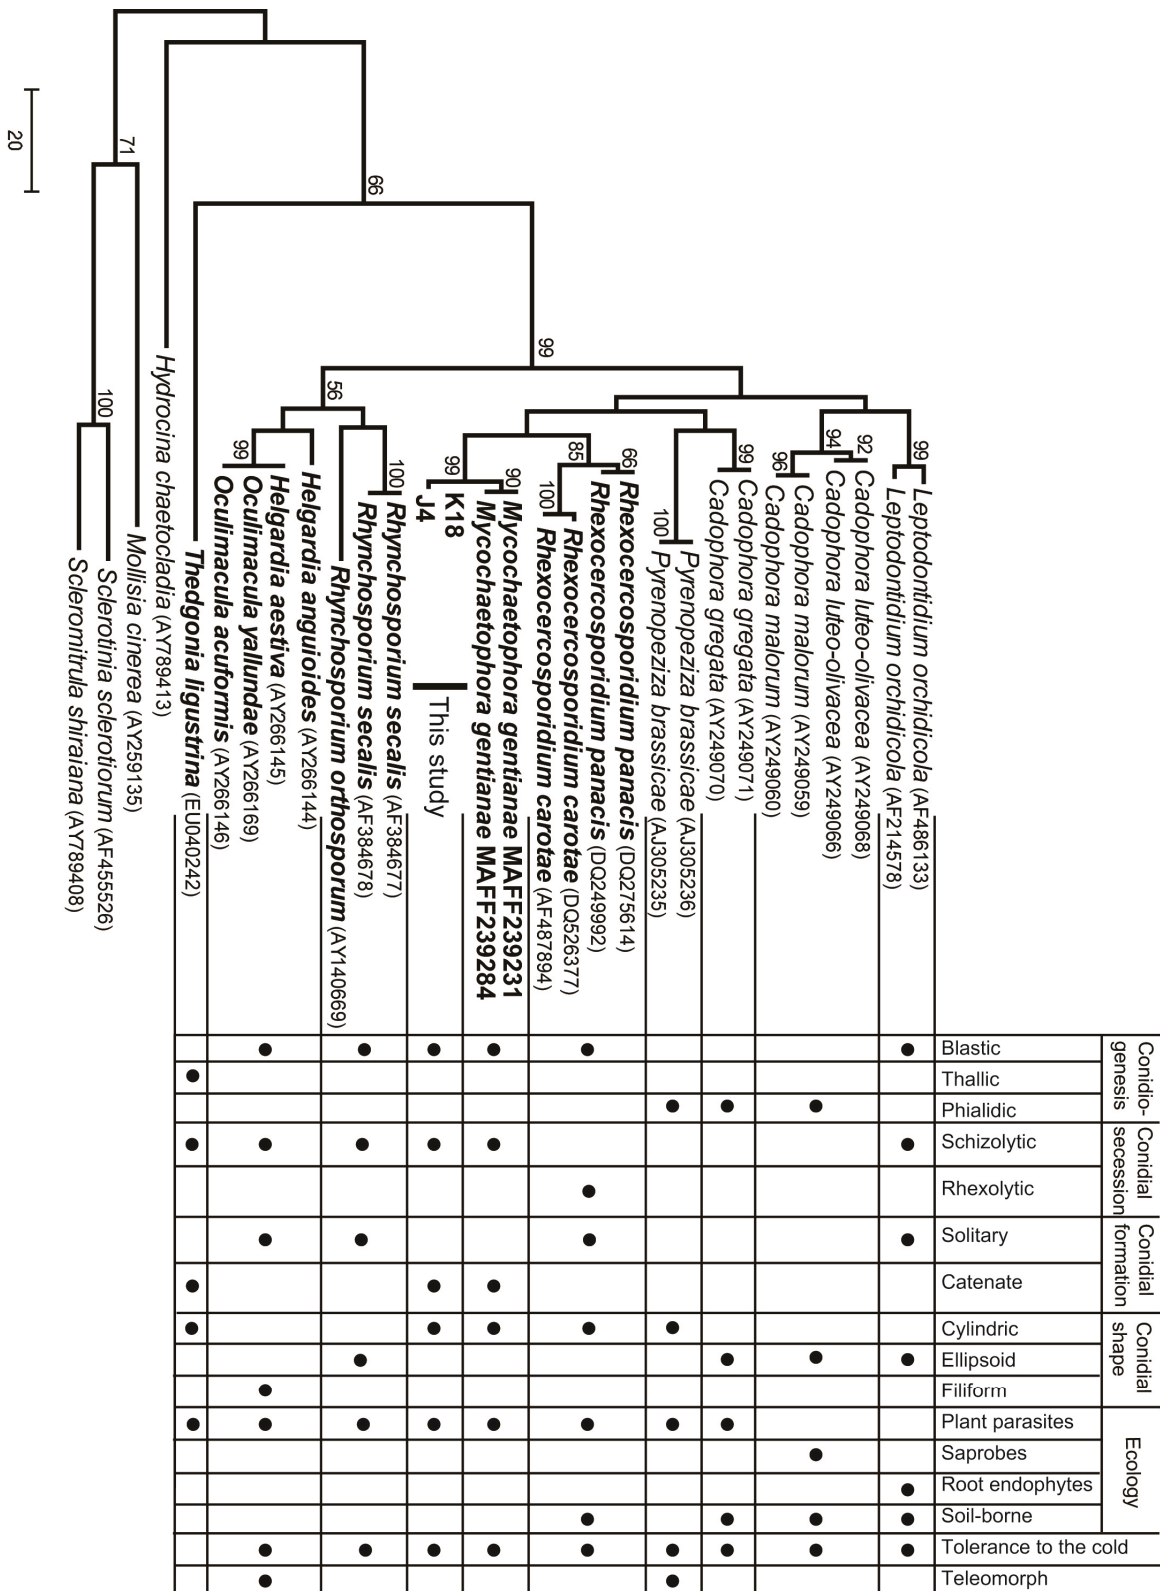 Leptodontidium orchidicola (AF486133)
Leptodontidium orchidicola (AF214578)
Cadophora luteo-olivacea (AY249068)
Cadophora luteo-olivacea (AY249066)
Cadophora malorum (AY249059)
Cadophora malorum (AY249060)
Cadophora gregata (AY249071)
Cadophora gregata (AY249070)
Pyrenopeziza brassicae (AJ305236)
Pyrenopeziza brassicae (AJ305235)
Rhexocercosporidium panacis (DQ275614)
Rhexocercosporidium panacis (DQ249992)
Rhexocercosporidium carotae (DQ526377)
Rhexocercosporidium carotae (AF487894)
Mycochaetophora gentianae MAFF239231
Mycochaetophora gentianae MAFF239284
K18
J4
This study
Rhynchosporium secalis (AF384677)
Rhynchosporium secalis (AF384678)
Rhynchosporium orthosporum (AY140669)
Helgardia anguioides (AY266144)
Helgardia aestiva (AY266145)
Oculimacula yallundae (AY266169)
Oculimacula acuformis (AY266146)
Thedgonia ligustrina (EU040242)
Hydrocina chaetocladia (AY789413)
Mollisia cinerea (AY259135)
Sclerotinia sclerotiorum (AF455526)
Scleromitrula shiraiana (AY789408)
99
92
94
96
99
100
66
85
100
90
99
99
100
56
99
66
71
100
20
Conidio-
genesis
Blastic
Thallic
Phialidic
Conidial
secession
Schizolytic
Rhexolytic
Conidial
formation
Solitary
Catenate
Conidial
shape
Cylindric
Ellipsoid
Filiform
Ecology
Plant parasites
Saprobes
Root endophytes
Soil-borne
Tolerance to the cold
Teleomorph